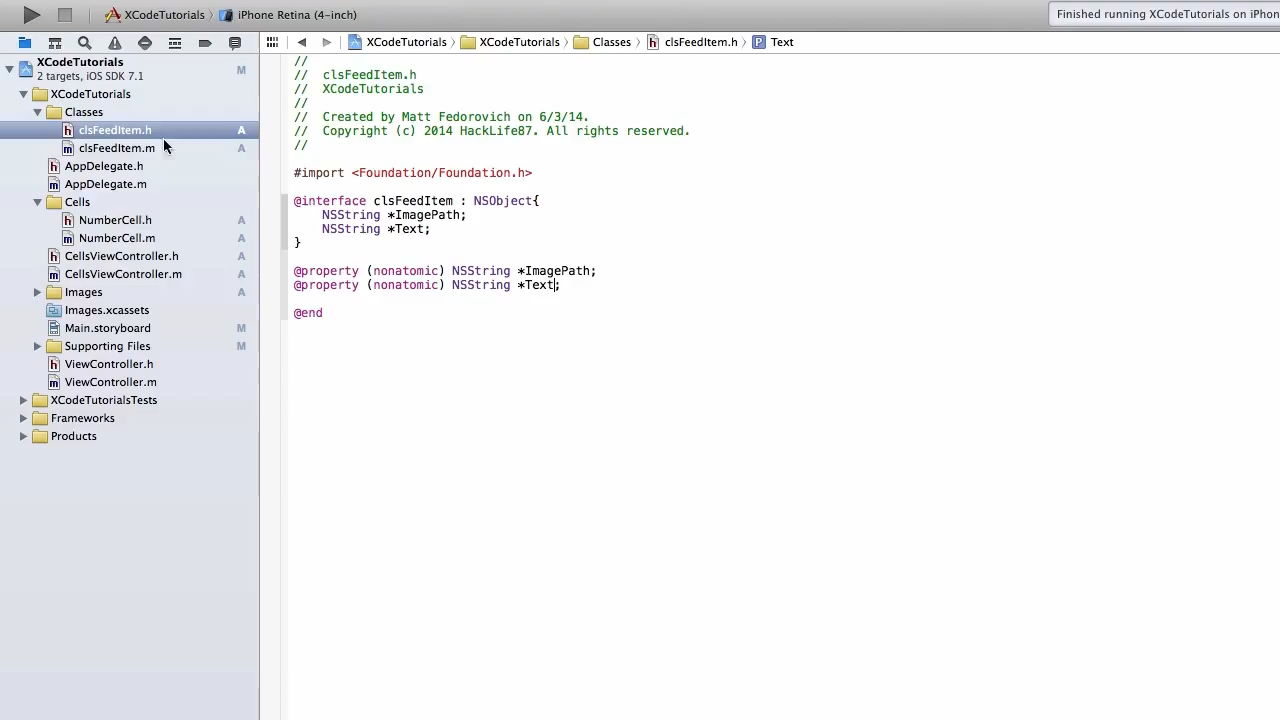 XCodeTutorials
iPhone Retina (4-inch)
Finished running XCodeTutorials on iPhon
XCodeTutorials
XCodeTutorials
Classes
clsFeedItem.h
Text
XCodeTutorials
2 targets, iOS SDK 7.1
M
XCodeTutorials
Classes
clsFeedItem.h
A
clsFeedItem.m
A
AppDelegate.h
AppDelegate.m
Cells
NumberCell.h
A
NumberCell.m
A
CellsViewController.h
A
CellsViewController.m
A
Images
A
Images.xcassets
Main.storyboard
M
Supporting Files
M
ViewController.h
ViewController.m
XCodeTutorialsTests
Frameworks
Products
//
//  clsFeedItem.h
//  XCodeTutorials
//
//  Created by Matt Fedorovich on 6/3/14.
//  Copyright (c) 2014 HackLife87. All rights reserved.
//
#import <Foundation/Foundation.h>
@interface clsFeedItem : NSObject{
    NSString *ImagePath;
    NSString *Text;
}
@property (nonatomic) NSString *ImagePath;
@property (nonatomic) NSString *Text;
@end